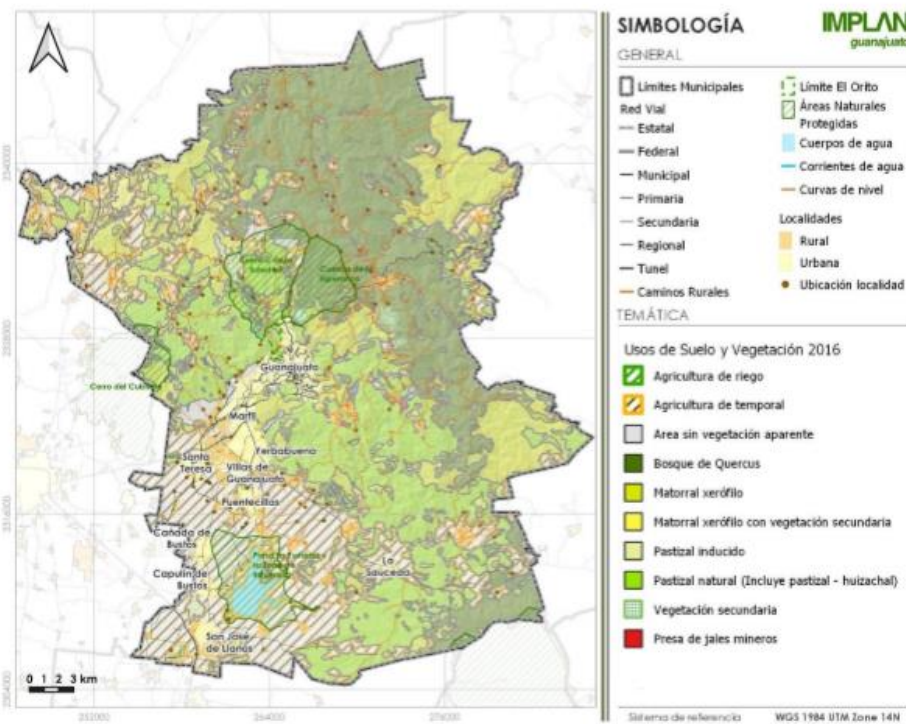 SIMBOLOGÍA
IMPLAN
guanajuato
GENERAL
Límites Municipales
Red Vial
Estatal
Federal
Municipal
Primaria
Secundaria
Regional
Tunel
Caminos Rurales
Límite El Orito
Áreas Naturales
Protegidas
Cuerpos de agua
Corrientes de agua
Curvas de nivel
Localidades
Rural
Urbana
Ubicación localidad
TEMÁTICA
Usos de Suelo y Vegetación 2016
Agricultura de riego
Agricultura de temporal
Area sin vegetación aparente
Bosque de Quercus
Matorral xerófilo
Matorral xerófilo con vegetación secundaria
Pastizal inducido
Pastizal natural (Incluye pastizal - huizachal)
Vegetación secundaria
Presa de jales mineros
Sistema de referencia
WGS 1984 UTM Zone 14N
Guanajuato
Marfil
Yerbabuena
Santa
Teresa
Villas de
Guanajuato
Puentecillas
Cañada de
Bustos
Capulín de
Bustos
La
Sauceda
San José
de Llanos
0 1 2 3 km